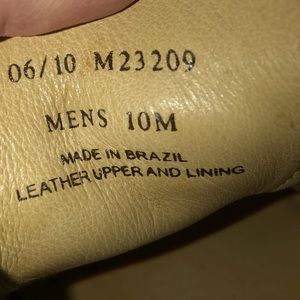 06/10 M23209
MENS 10M
MADE IN BRAZIL
LEATHER UPPER AND LINING